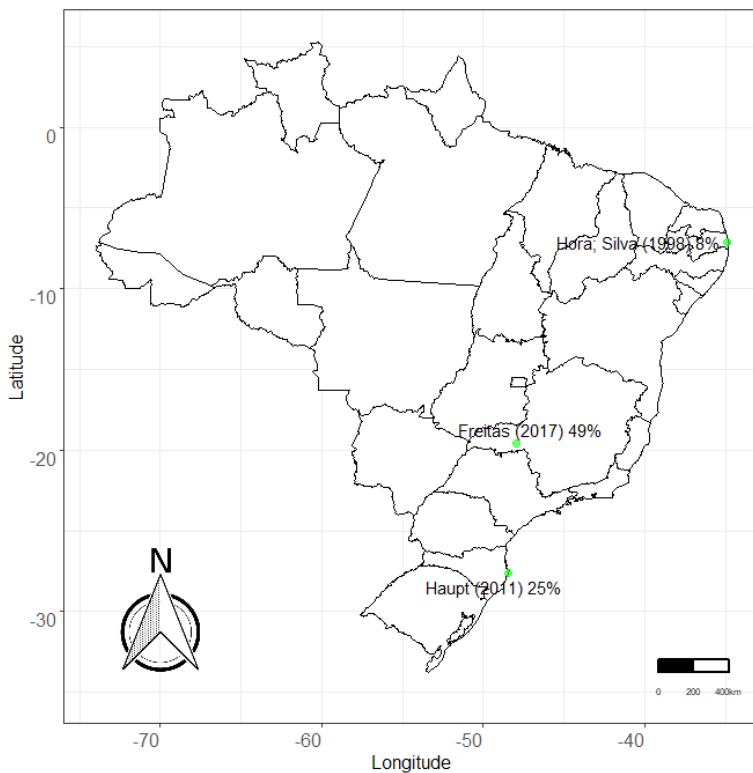 0
Hora; Silva (1998) 8%
-10
Latitude
Freitas (2017) 49%
-20
N
Haupt (2011) 25%
-30
0 200 400km
-70 -60 -50 -40
Longitude